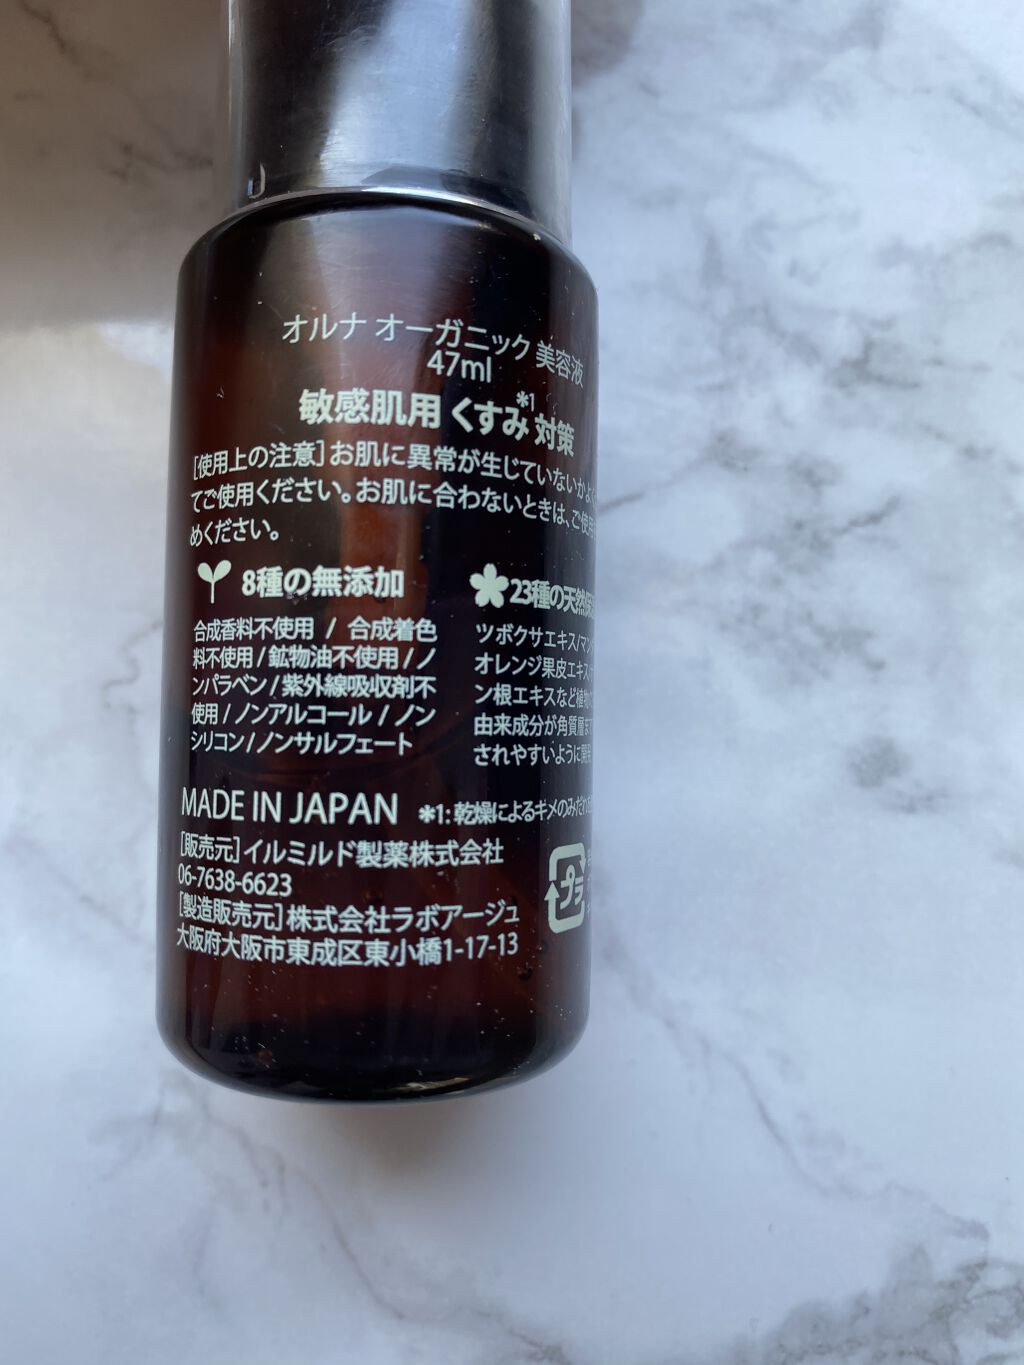 オルナ オーガニック 美容液
47ml
敏感肌用 くすみ*1 対策
[使用上の注意]お肌に異常が生じていないかよく
てご使用ください。お肌に合わないときは、ご使用
めください。
8種の無添加
合成香料不使用 / 合成着色
料不使用/鉱物油不使用/ノ
ンパラベン/紫外線吸収剤不
使用/ノンアルコール/ノン
シリコン/ノンサルフェート
23種の天然保
ツボクサエキス/マン
オレンジ果皮エキス/
ン根エキスなど植物
由来成分が角質層ま
されやすいように開
MADE IN JAPAN
*1:乾燥によるキメのみだれ
[販売元]イルミルド製薬株式会社
06-7638-6623
[製造販売元]株式会社ラボアージュ
大阪府大阪市東成区東小橋1-17-13
プラ